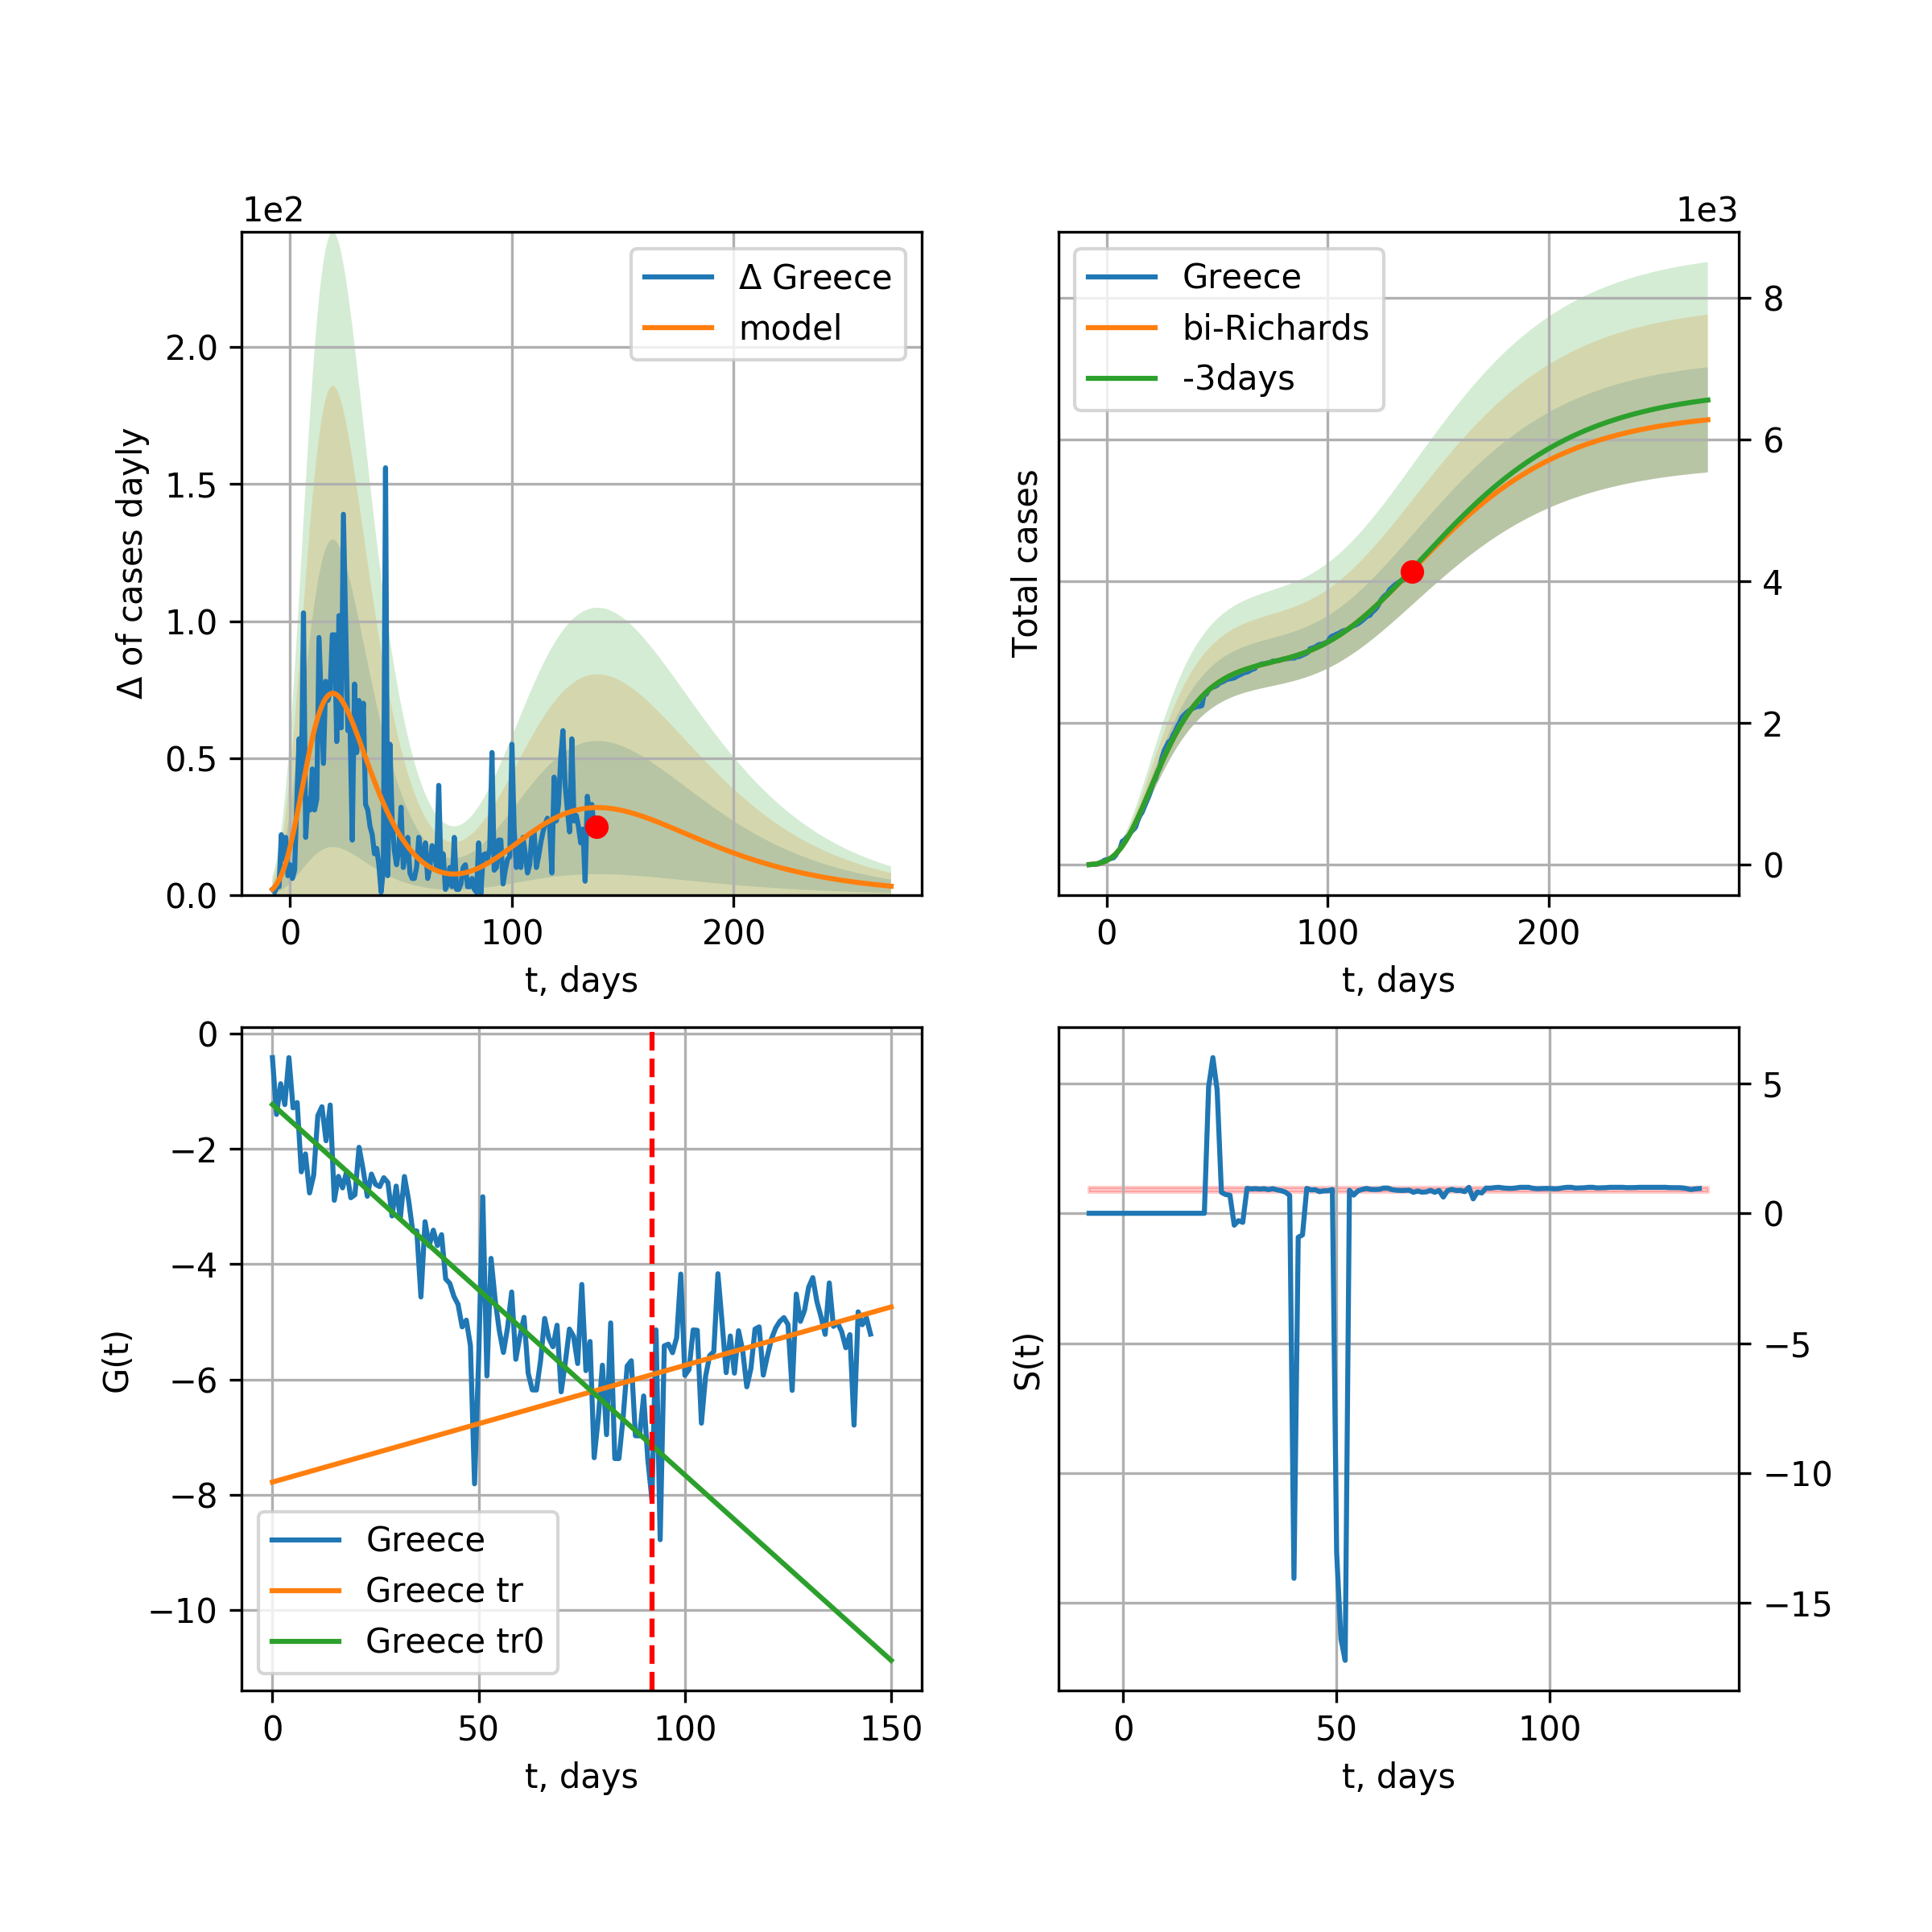 1e2
Δ Greece
model
2.0
1.5
1.0
0.5
0.0
Δ of cases dayly
0 100 200
t, days
1e3
Greece
bi-Richards
-3days
8
6
4
2
0
Total cases
0 100 200
t, days
0
−2
−4
−6
−8
−10
G(t)
Greece
Greece tr
Greece tr0
0 50 100 150
t, days
5
0
−5
−10
−15
S(t)
0 50 100
t, days